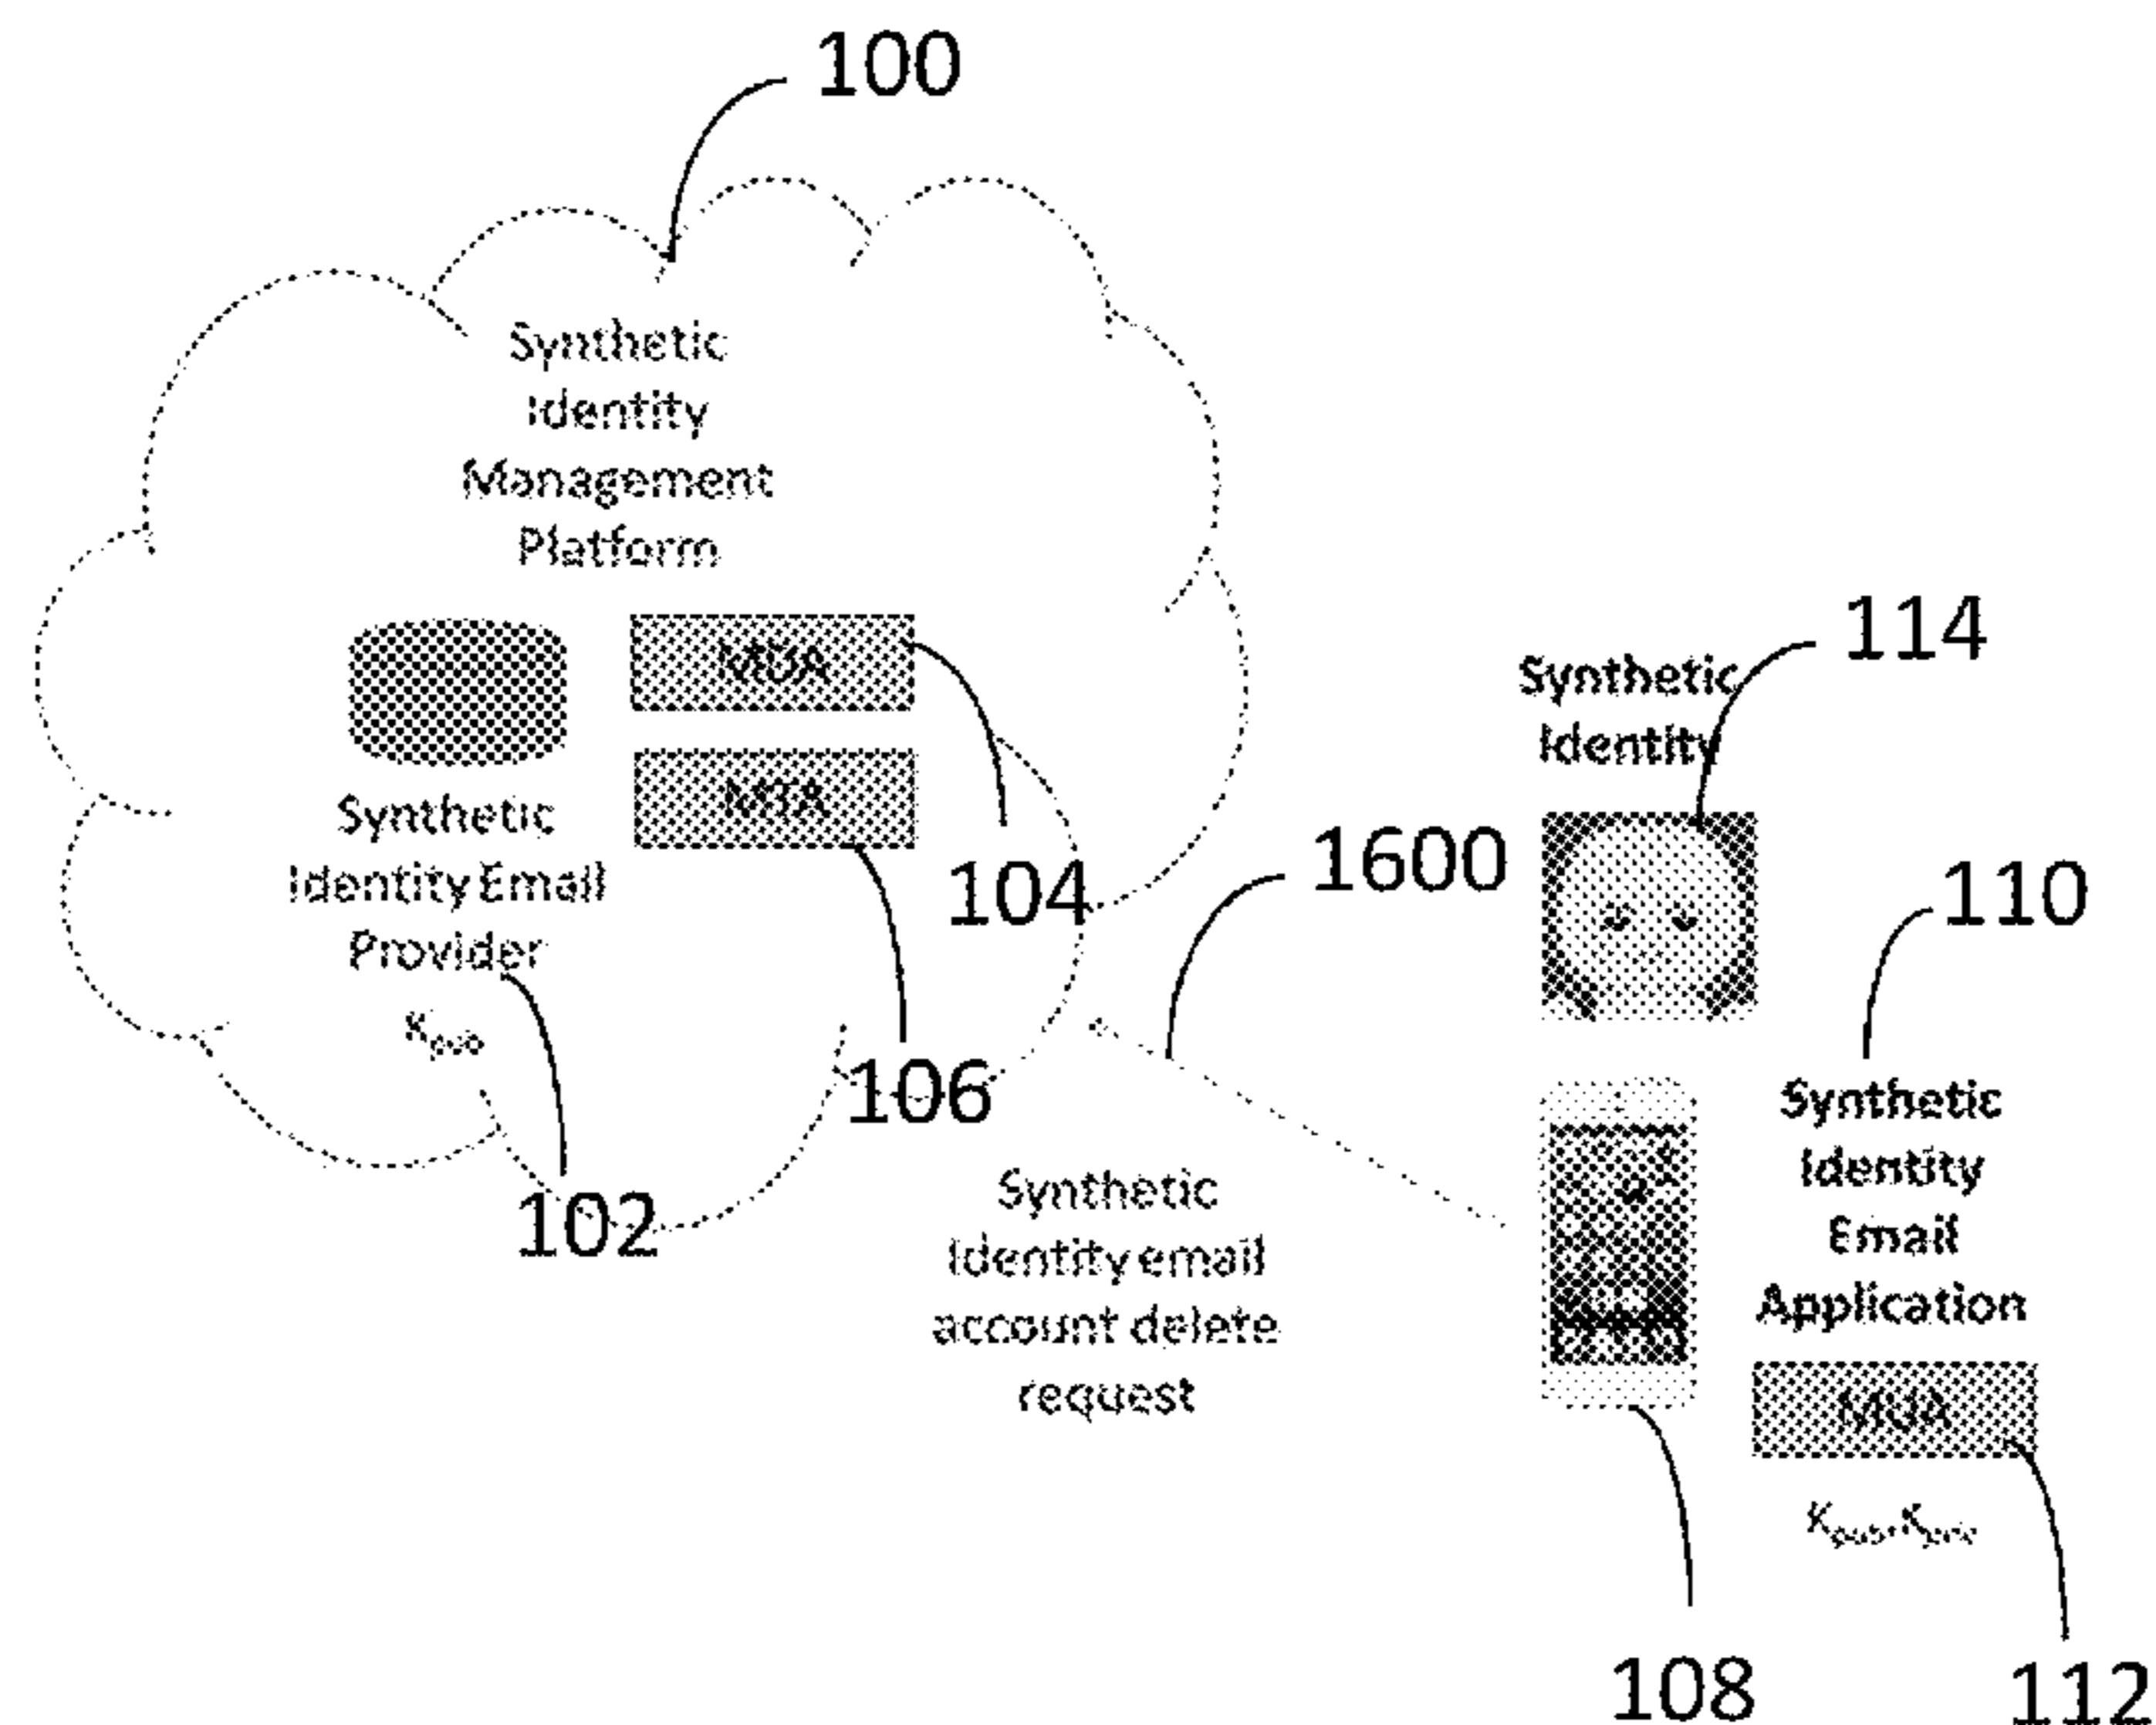 100
Synthetic
Identity
Management
Platform
MDA
MTA
Synthetic
Identity Email
Provider
Kpub
104
106
102
1600
Synthetic
Identity email
account delete
request
Synthetic
Identity
114
110
Synthetic
Identity
Email
Application
MUA
Kpub, Kpriv
108
112